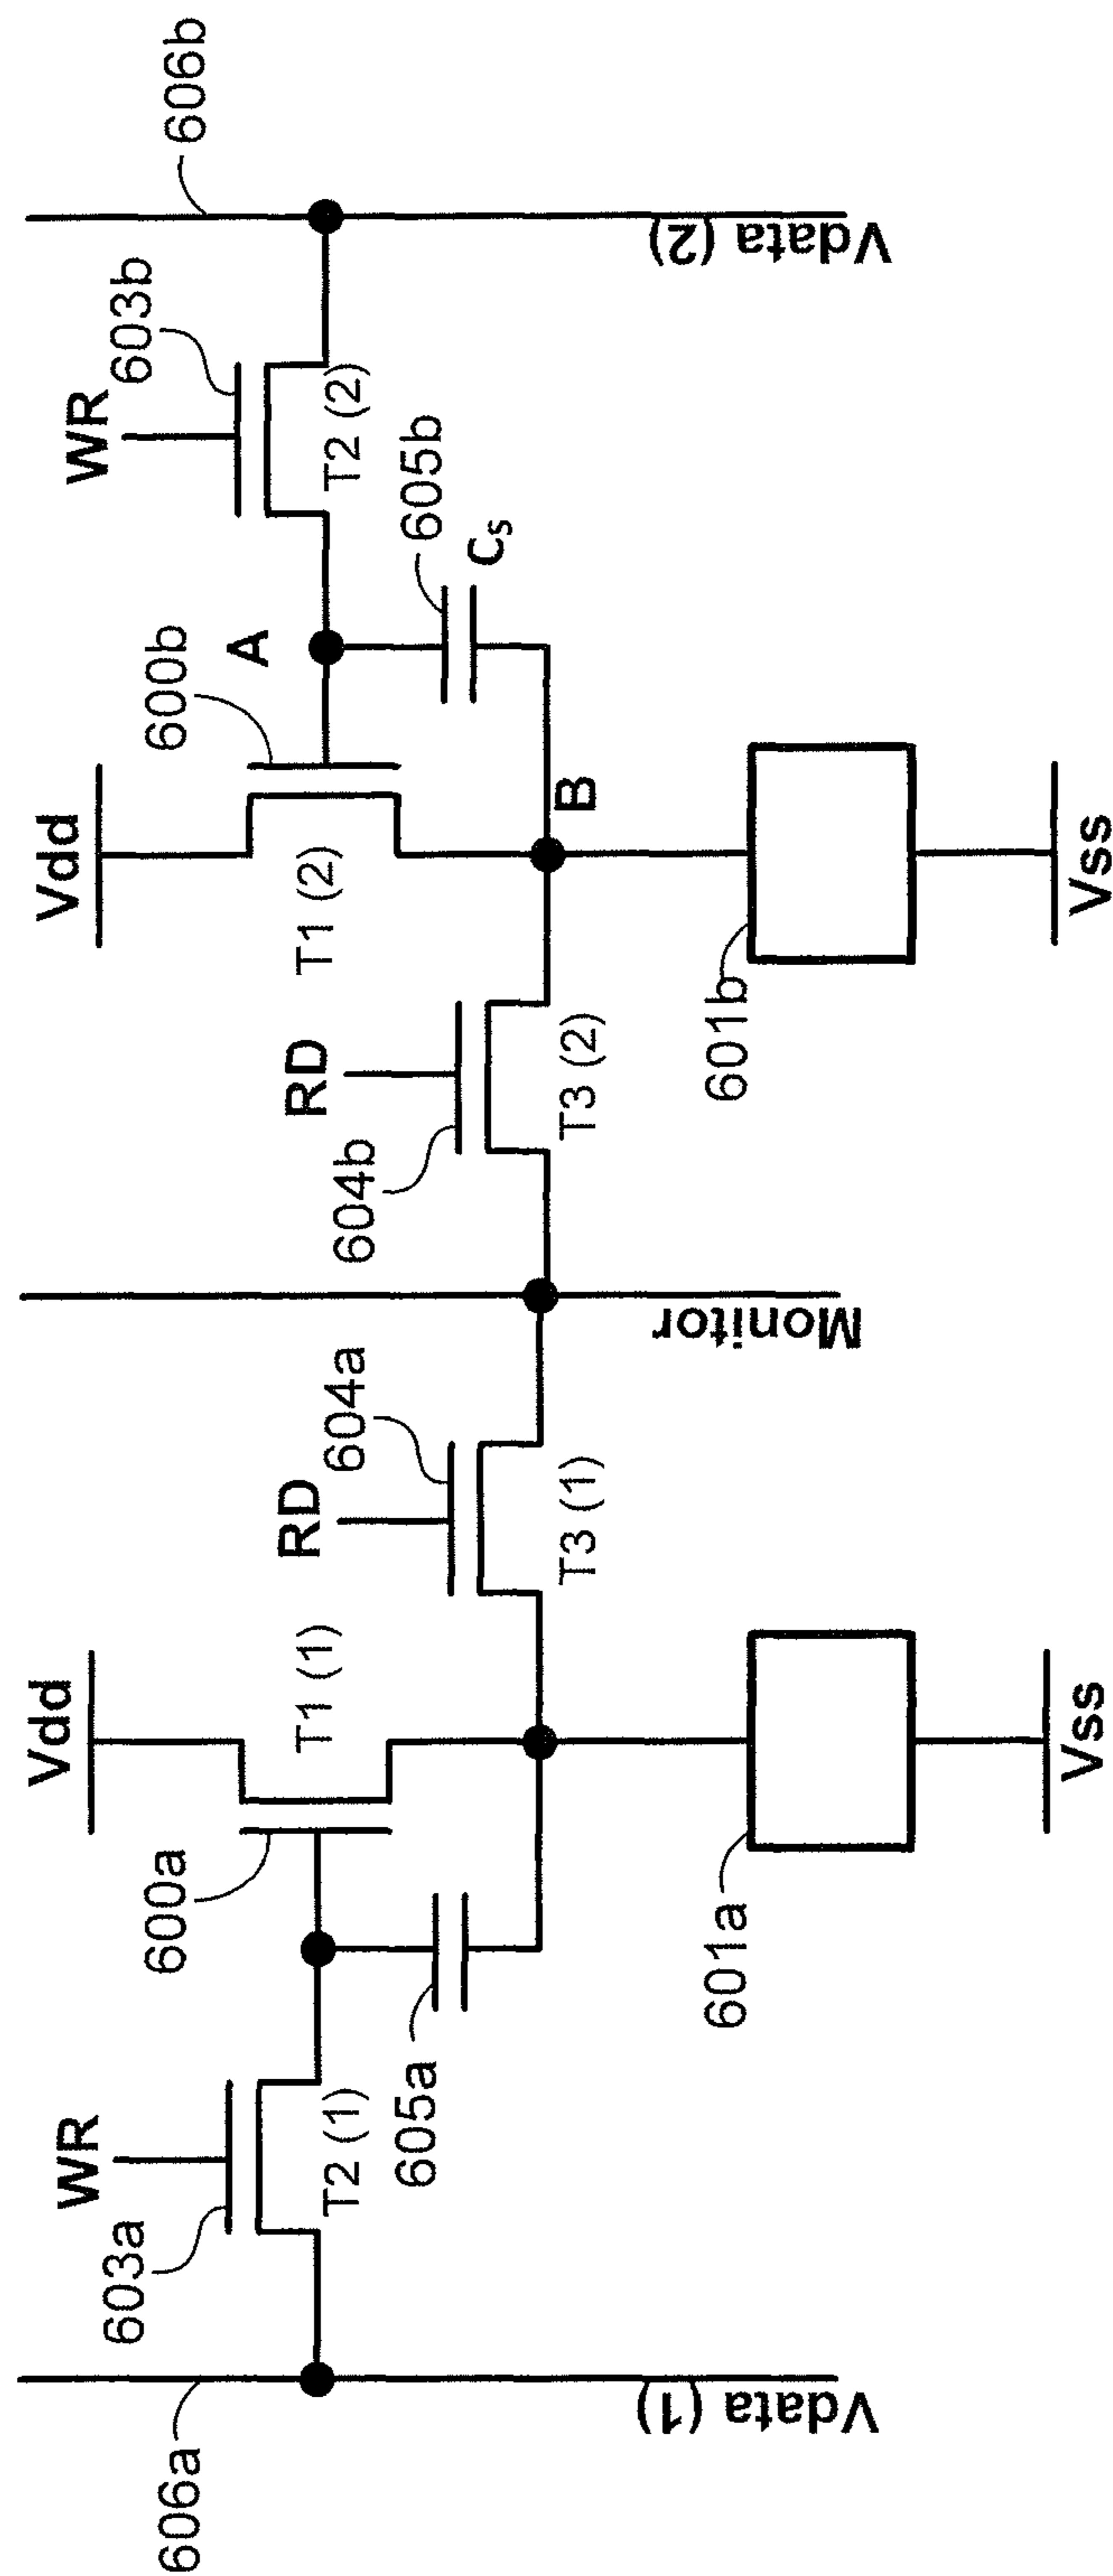 WR
603a
T2 (1)
606a
Vdata (1)
605a
600a
Vdd
T1 (1)
601a
Vss
RD
604a
T3 (1)
Monitor
RD
604b
T3 (2)
Vdd
T1 (2)
600b
A
B
601b
Vss
WR
603b
T2 (2)
605b
Cs
606b
Vdata (2)